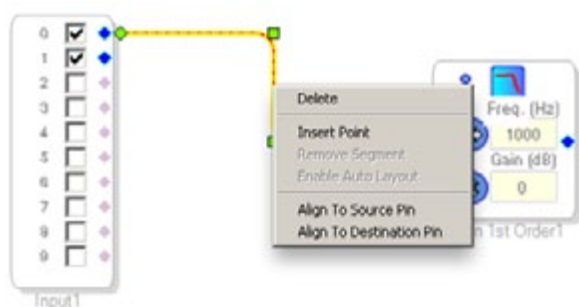 0
1
2
3
4
5
6
7
8
9
Input1
Delete
Insert Point
Remove Segment
Enable Auto Layout
Align To Source Pin
Align To Destination Pin
Freq. (Hz)
1000
Gain (dB)
0
1st Order1